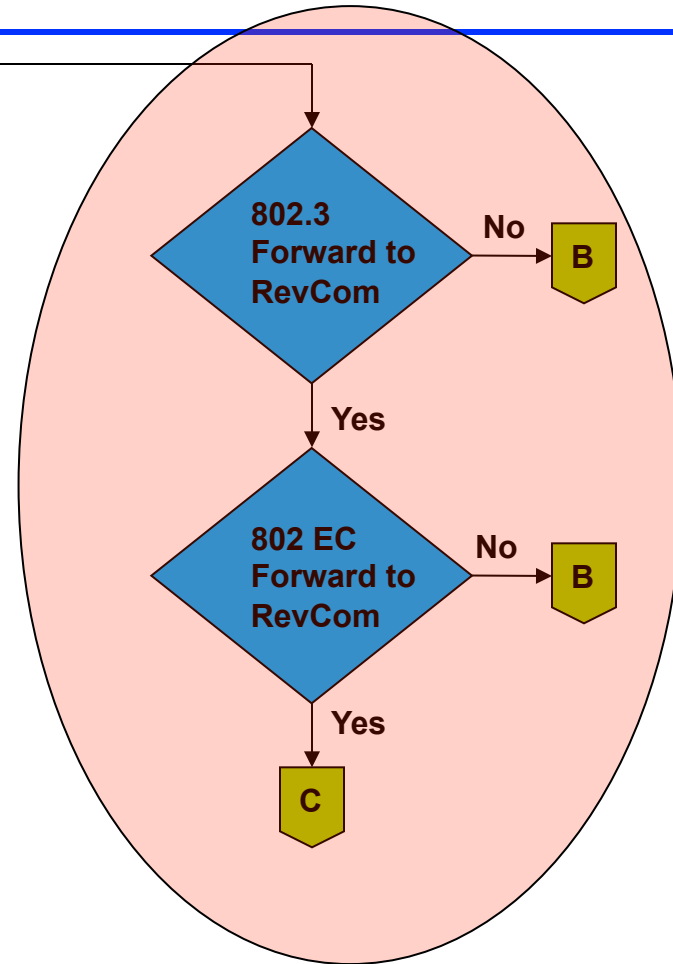 802.3
Forward to
RevCom
No
B
Yes
802 EC
Forward to
RevCom
No
B
Yes
C